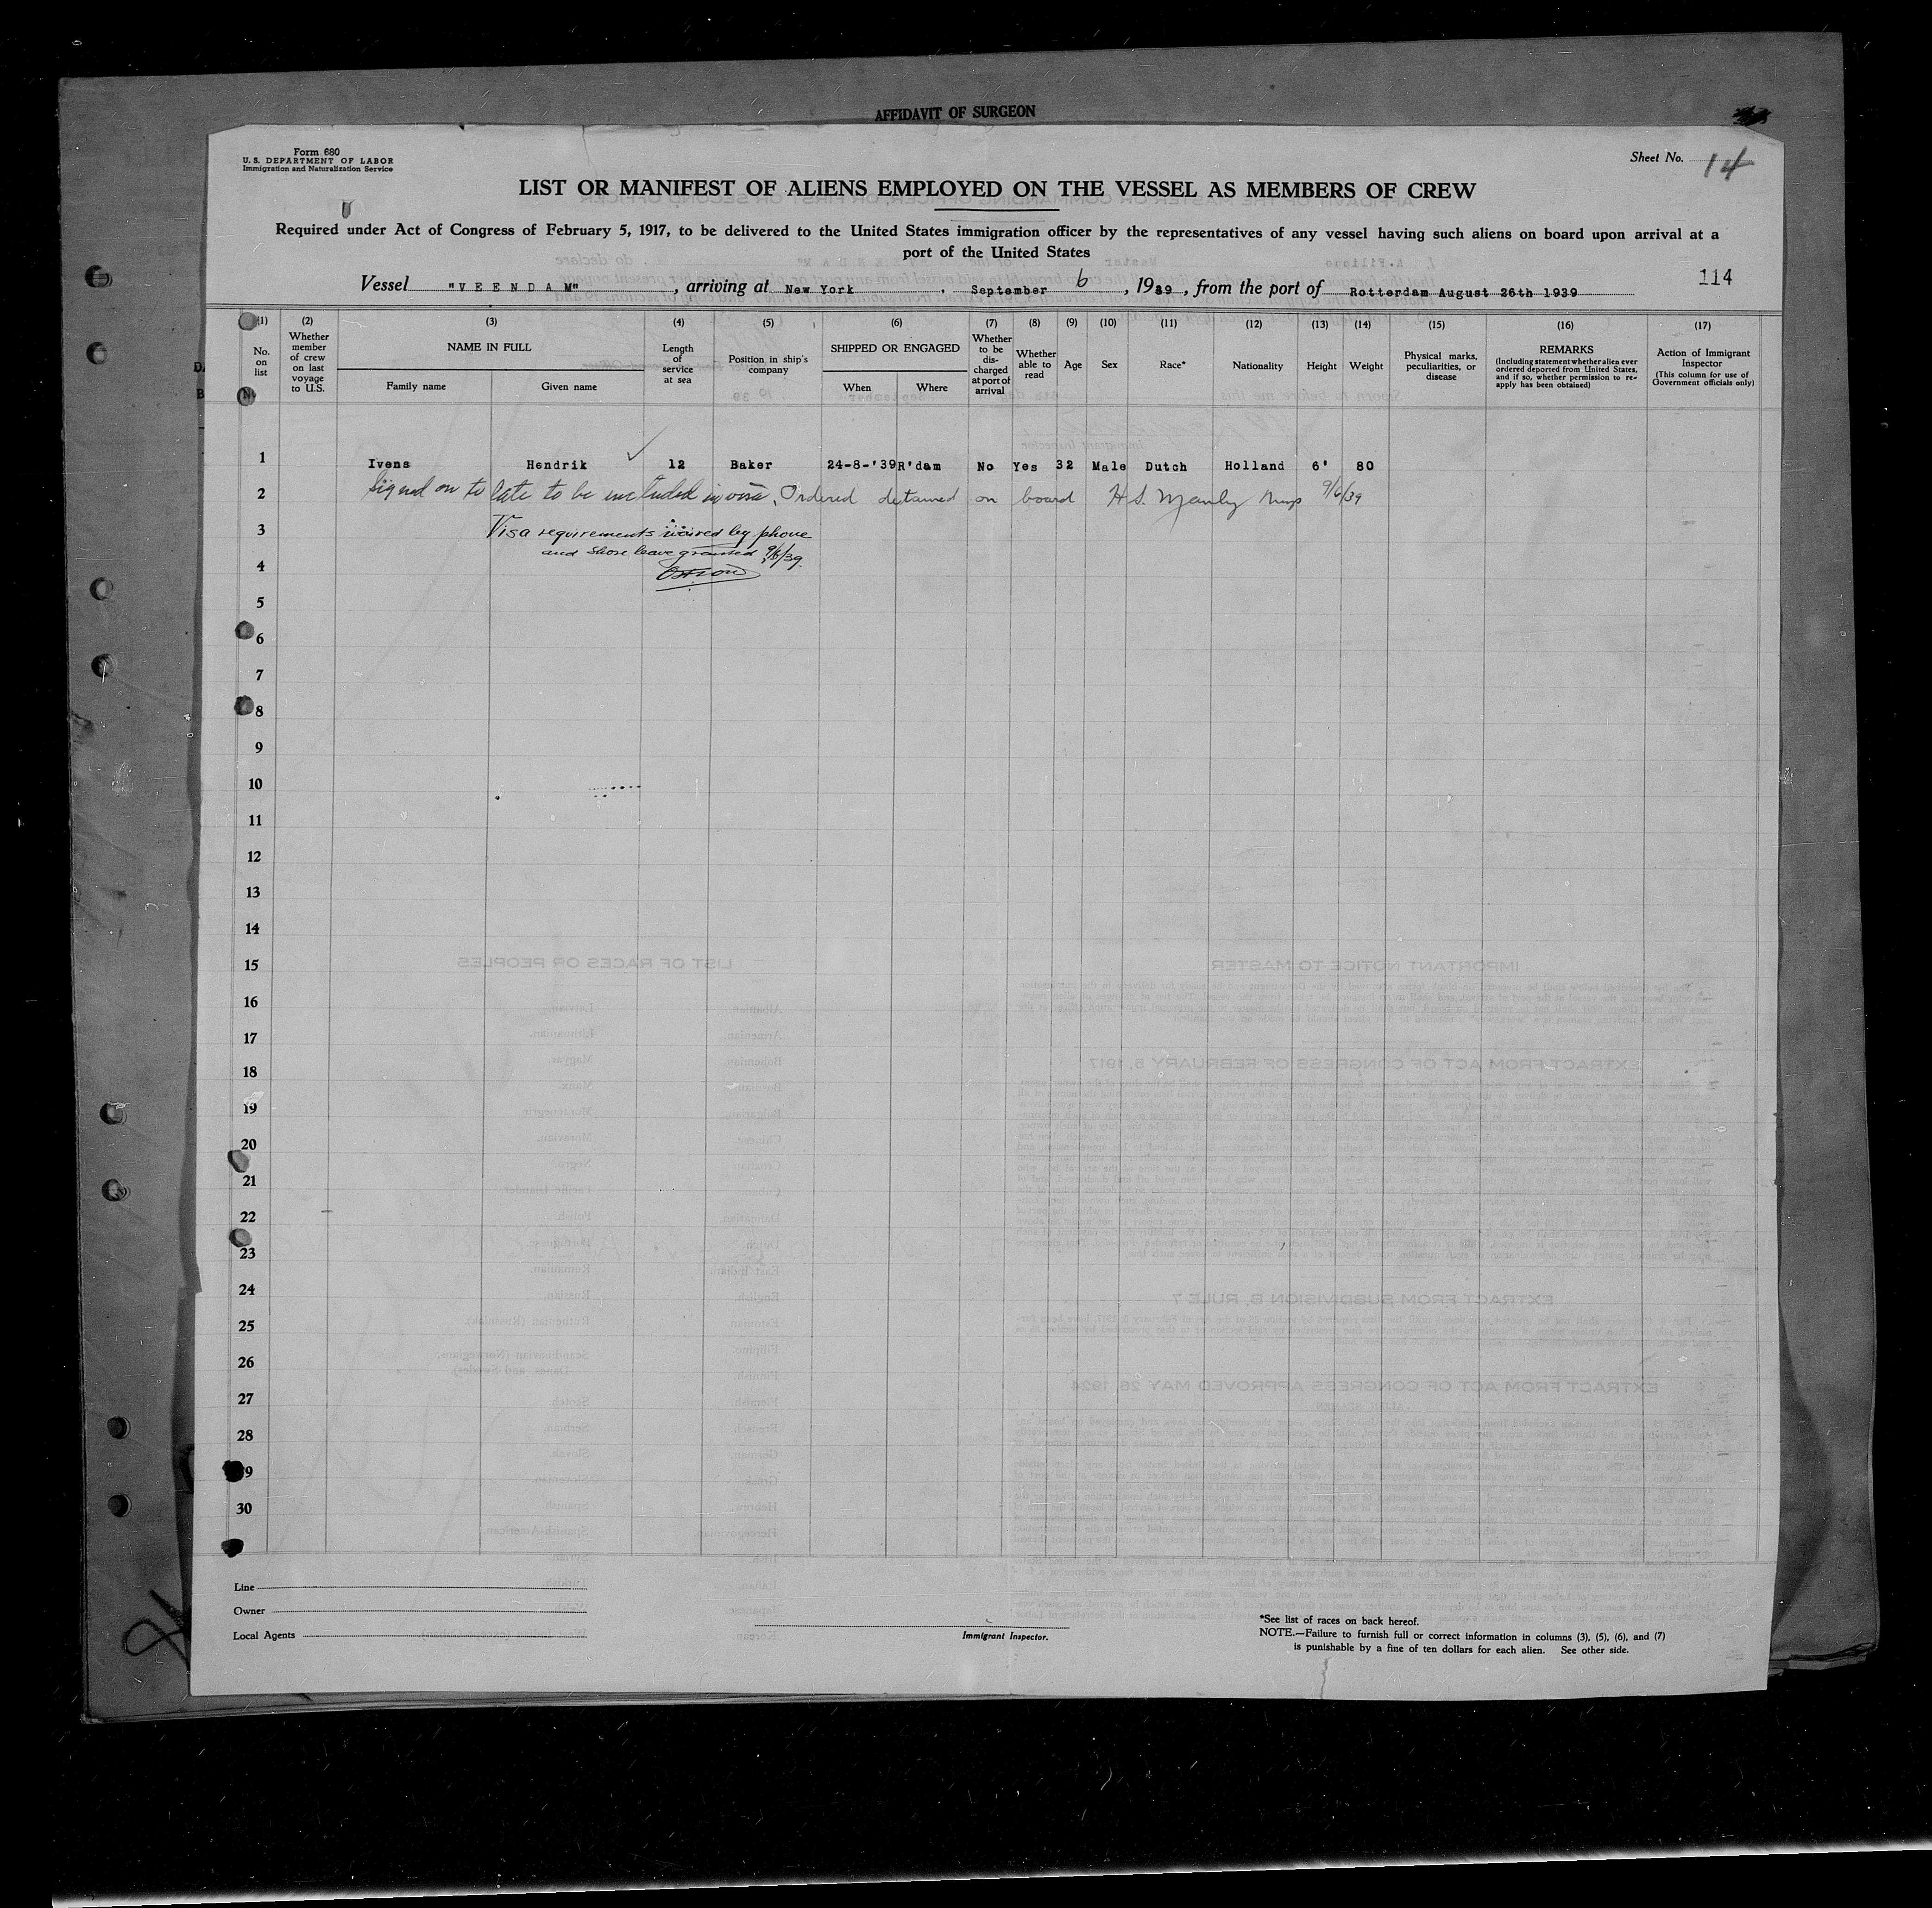 AFFIDAVIT OF SURGEON
Form 680
U. S. DEPARTMENT OF LABOR
Immigration and Naturalization Service
Sheet No. 14
LIST OR MANIFEST OF ALIENS EMPLOYED ON THE VESSEL AS MEMBERS OF CREW
Required under Act of Congress of February 5, 1917, to be delivered to the United States immigration officer by the representatives of any vessel having such aliens on board upon arrival at a
port of the United States
Vessel "VEENDAM", arriving at New York, September 6, 1939, from the port of Rotterdam August 26th 1939
114
(1) No. on list
(2) Whether member of crew on last voyage to U.S.
(3) NAME IN FULL Family name Given name
(4) Length of service at sea
(5) Position in ship's company
(6) SHIPPED OR ENGAGED When Where
(7) Whether to be discharged at port of arrival
(8) Whether able to read
(9) Age
(10) Sex
(11) Race*
(12) Nationality
(13) Height
(14) Weight
(15) Physical marks, peculiarities, or disease
(16) REMARKS (Including statement whether alien ever ordered deported from United States, and if so, whether permission to reapply has been obtained)
(17) Action of Immigrant Inspector (This column for use of Government officials only)
1 Ivens Hendrik 12 Baker 24-8-'39 R'dam No Yes 32 Male Dutch Holland 6' 80
2 Signed on to late to be included in visa. Ordered detained on board H.S. Manly Insp 9/6/39
3 Visa requirements waived by phone
and shore leave granted 9/6/39.
4
5
6
7
8
9
10
11
12
13
14
15
16
17
18
19
20
21
22
23
24
25
26
27
28
29
30
Line
Owner
Local Agents
Immigrant Inspector.
*See list of races on back hereof.
NOTE.—Failure to furnish full or correct information in columns (3), (5), (6), and (7)
is punishable by a fine of ten dollars for each alien. See other side.